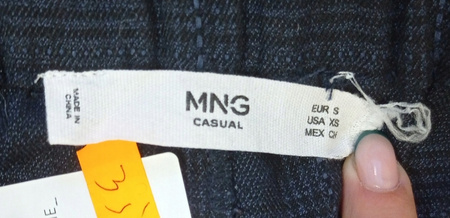 MADE IN
CHINA
MNG
CASUAL
EUR S
USA XS
MEX CH